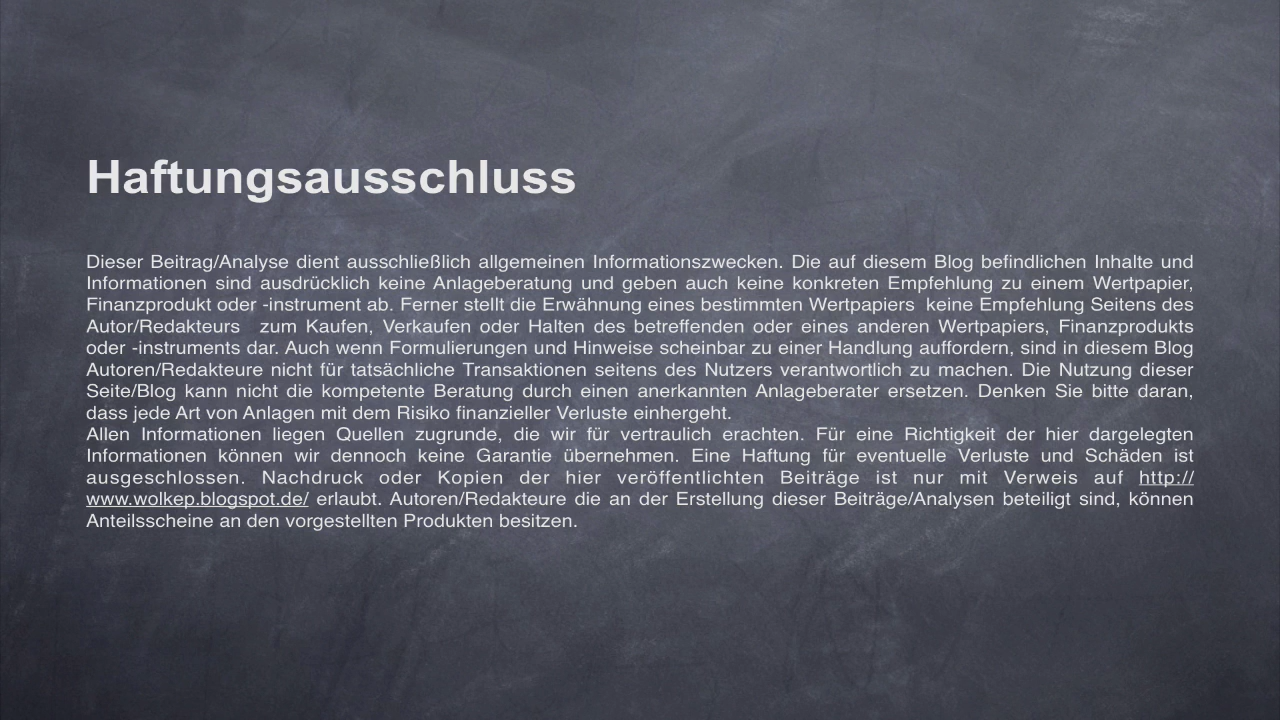 Haftungsausschluss
Dieser Beitrag/Analyse dient ausschließlich allgemeinen Informationszwecken. Die auf diesem Blog befindlichen Inhalte und
Informationen sind ausdrücklich keine Anlageberatung und geben auch keine konkreten Empfehlung zu einem Wertpapier,
Finanzprodukt oder -instrument ab. Ferner stellt die Erwähnung eines bestimmten Wertpapiers keine Empfehlung Seitens des
Autor/Redakteurs zum Kaufen, Verkaufen oder Halten des betreffenden oder eines anderen Wertpapiers, Finanzprodukts
oder -instruments dar. Auch wenn Formulierungen und Hinweise scheinbar zu einer Handlung auffordern, sind in diesem Blog
Autoren/Redakteure nicht für tatsächliche Transaktionen seitens des Nutzers verantwortlich zu machen. Die Nutzung dieser
Seite/Blog kann nicht die kompetente Beratung durch einen anerkannten Anlageberater ersetzen. Denken Sie bitte daran,
dass jede Art von Anlagen mit dem Risiko finanzieller Verluste einhergeht.
Allen Informationen liegen Quellen zugrunde, die wir für vertraulich erachten. Für eine Richtigkeit der hier dargelegten
Informationen können wir dennoch keine Garantie übernehmen. Eine Haftung für eventuelle Verluste und Schäden ist
ausgeschlossen. Nachdruck oder Kopien der hier veröffentlichten Beiträge ist nur mit Verweis auf http://
www.wolkep.blogspot.de/ erlaubt. Autoren/Redakteure die an der Erstellung dieser Beiträge/Analysen beteiligt sind, können
Anteilsscheine an den vorgestellten Produkten besitzen.